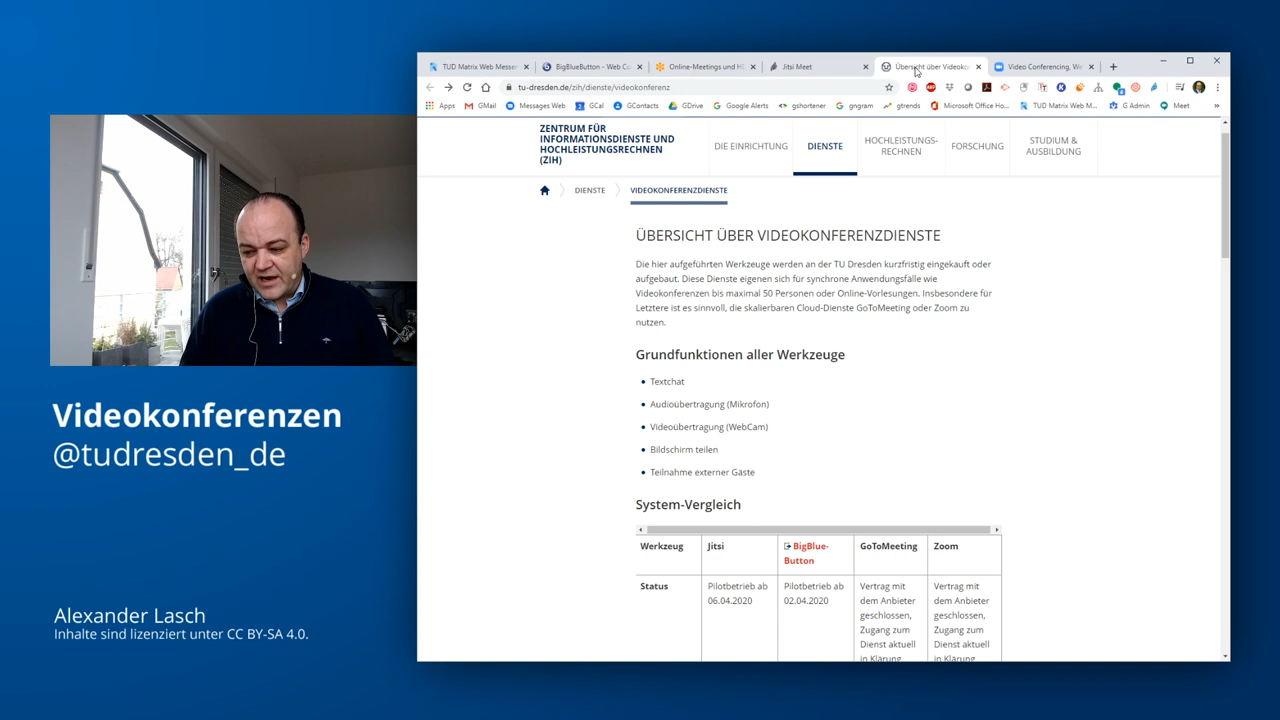 TUD Matrix Web Messe
BigBlueButton - Web Co
Online-Meetings und H
Jitsi Meet
Übersicht über Videoko
Video Conferencing, We
tu-dresden.de/zih/dienste/videokonferenz
Apps
GMail
Messages Web
GCal
GContacts
GDrive
Google Alerts
gshortener
gngram
gtrends
Microsoft Office Ho...
TUD Matrix Web M...
G Admin
Meet
ZENTRUM FÜR
INFORMATIONSDIENSTE UND
HOCHLEISTUNGSRECHNEN
(ZIH)
DIE EINRICHTUNG
DIENSTE
HOCHLEISTUNGS-
RECHNEN
FORSCHUNG
STUDIUM &
AUSBILDUNG
DIENSTE
VIDEOKONFERENZDIENSTE
ÜBERSICHT ÜBER VIDEOKONFERENZDIENSTE
Die hier aufgeführten Werkzeuge werden an der TU Dresden kurzfristig eingekauft oder
aufgebaut. Diese Dienste eigenen sich für synchrone Anwendungsfälle wie
Videokonferenzen bis maximal 50 Personen oder Online-Vorlesungen. Insbesondere für
Letztere ist es sinnvoll, die skalierbaren Cloud-Dienste GoToMeeting oder Zoom zu
nutzen.
Grundfunktionen aller Werkzeuge
Textchat
Audioübertragung (Mikrofon)
Videoübertragung (WebCam)
Bildschirm teilen
Teilnahme externer Gäste
System-Vergleich
Werkzeug
Jitsi
BigBlue-
Button
GoToMeeting
Zoom
Status
Pilotbetrieb ab
06.04.2020
Pilotbetrieb ab
02.04.2020
Vertrag mit
dem Anbieter
geschlossen,
Zugang zum
Dienst aktuell
in Klärung
Vertrag mit
dem Anbieter
geschlossen,
Zugang zum
Dienst aktuell
in Klärung
Videokonferenzen
@tudresden_de
Alexander Lasch
Inhalte sind lizenziert unter CC BY-SA 4.0.